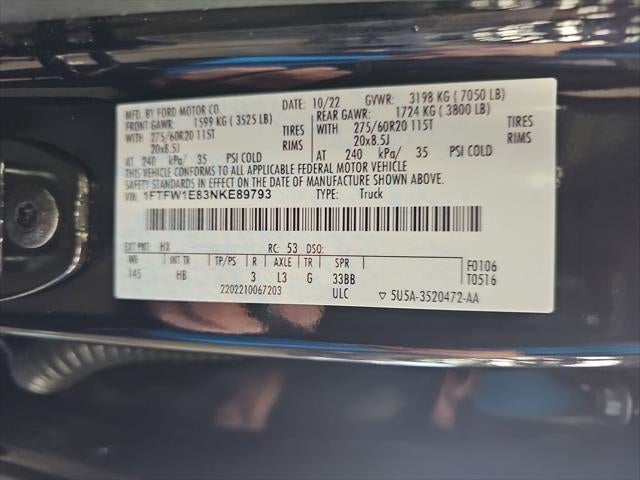 MFD. BY FORD MOTOR CO. DATE: 10/22 GVWR: 3198 KG ( 7050 LB)
FRONT GAWR: 1599 KG ( 3525 LB) REAR GAWR: 1724 KG ( 3800 LB)
WITH 275/60R20 115T TIRES WITH 275/60R20 115T TIRES
20x8.5J RIMS 20x8.5J RIMS
AT 240 kPa/ 35 PSI COLD AT 240 kPa/ 35 PSI COLD
THIS VEHICLE CONFORMS TO ALL APPLICABLE FEDERAL MOTOR VEHICLE
SAFETY STANDARDS IN EFFECT ON THE DATE OF MANUFACTURE SHOWN ABOVE.
VIN: 1FTFW1E83NKE89793 TYPE: Truck
EXT PNT: HX RC: 53 DSO:
WB INT TR TP/PS R AXLE TR SPR F0106
145 HB 3 L3 G 33BB T0516
2202210067203 ULC ▽ 5U5A-3520472-AA